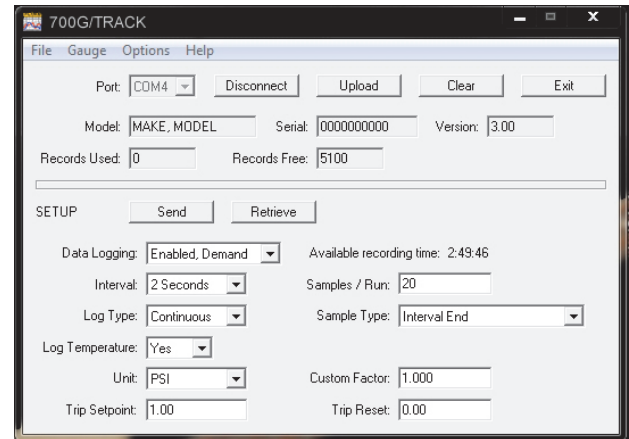 700G/TRACK
File Gauge Options Help
Port: COM4 Disconnect Upload Clear Exit
Model: MAKE, MODEL Serial: 0000000000 Version: 3.00
Records Used: 0 Records Free: 5100
SETUP Send Retrieve
Data Logging: Enabled, Demand Available recording time: 2:49:46
Interval: 2 Seconds Samples / Run: 20
Log Type: Continuous Sample Type: Interval End
Log Temperature: Yes
Unit: PSI Custom Factor: 1.000
Trip Setpoint: 1.00 Trip Reset: 0.00